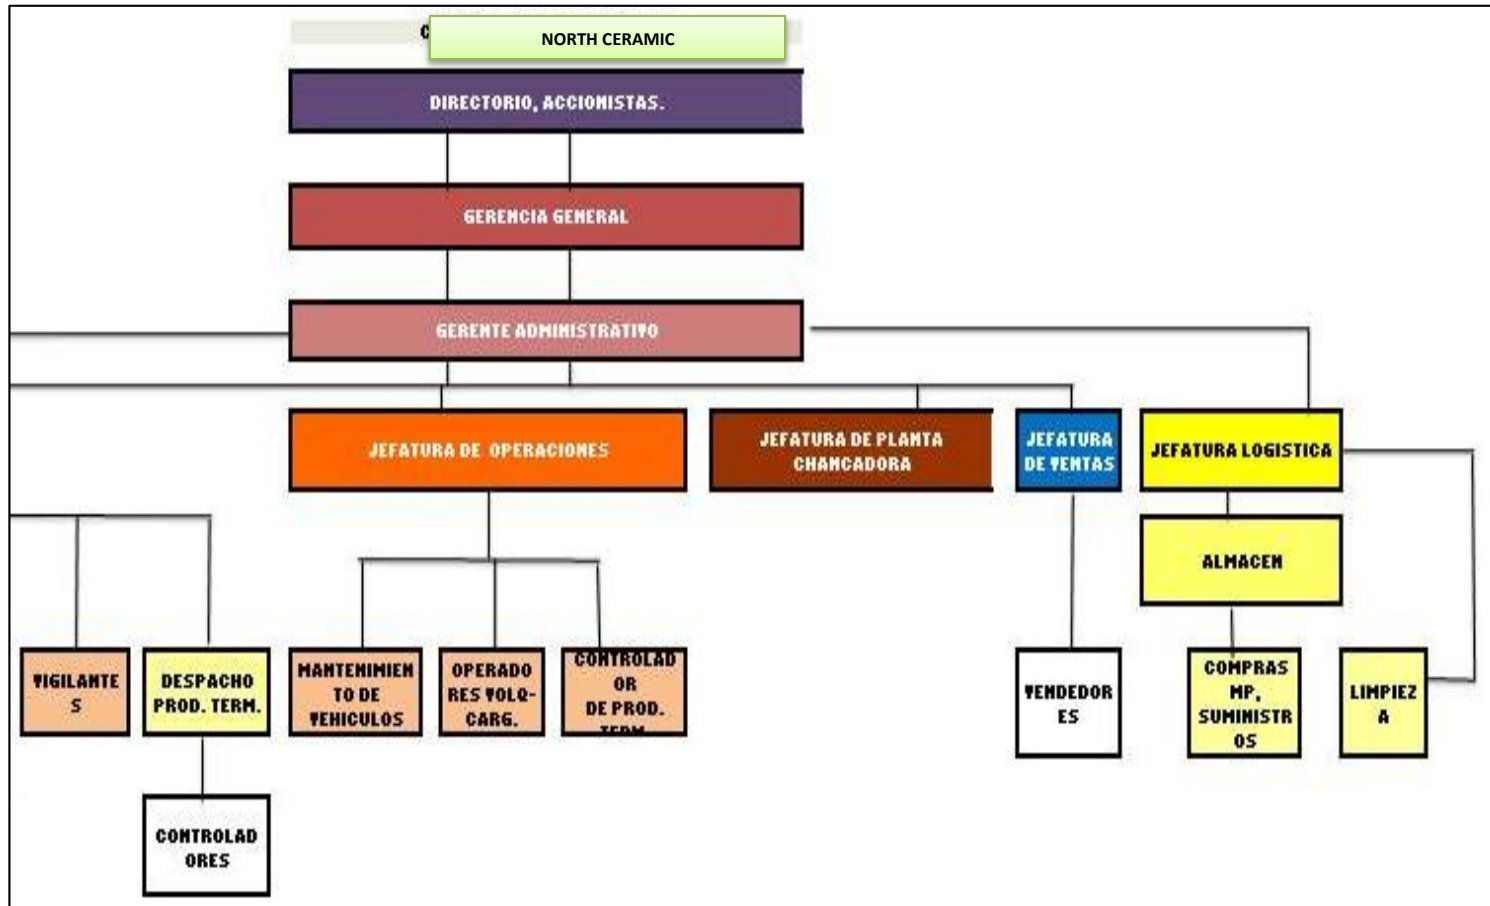 NORTH CERAMIC
DIRECTORIO, ACCIONISTAS.
GERENCIA GENERAL
GERENTE ADMINISTRATIVO
JEFATURA DE OPERACIONES
JEFATURA DE PLANTA
CHANCADORA
JEFATURA
DE VENTAS
JEFATURA LOGISTICA
ALMACEN
VIGILANTE
S
DESPACHO
PROD. TERM.
MANTENIMIEN
TO DE
VEHICULOS
OPERADO
RES VOLQ-
CARG.
CONTROLAD
OR
DE PROD.
TERM.
VENDEDOR
ES
COMPRAS
MP,
SUMINISTR
OS
LIMPIEZ
A
CONTROLAD
ORES